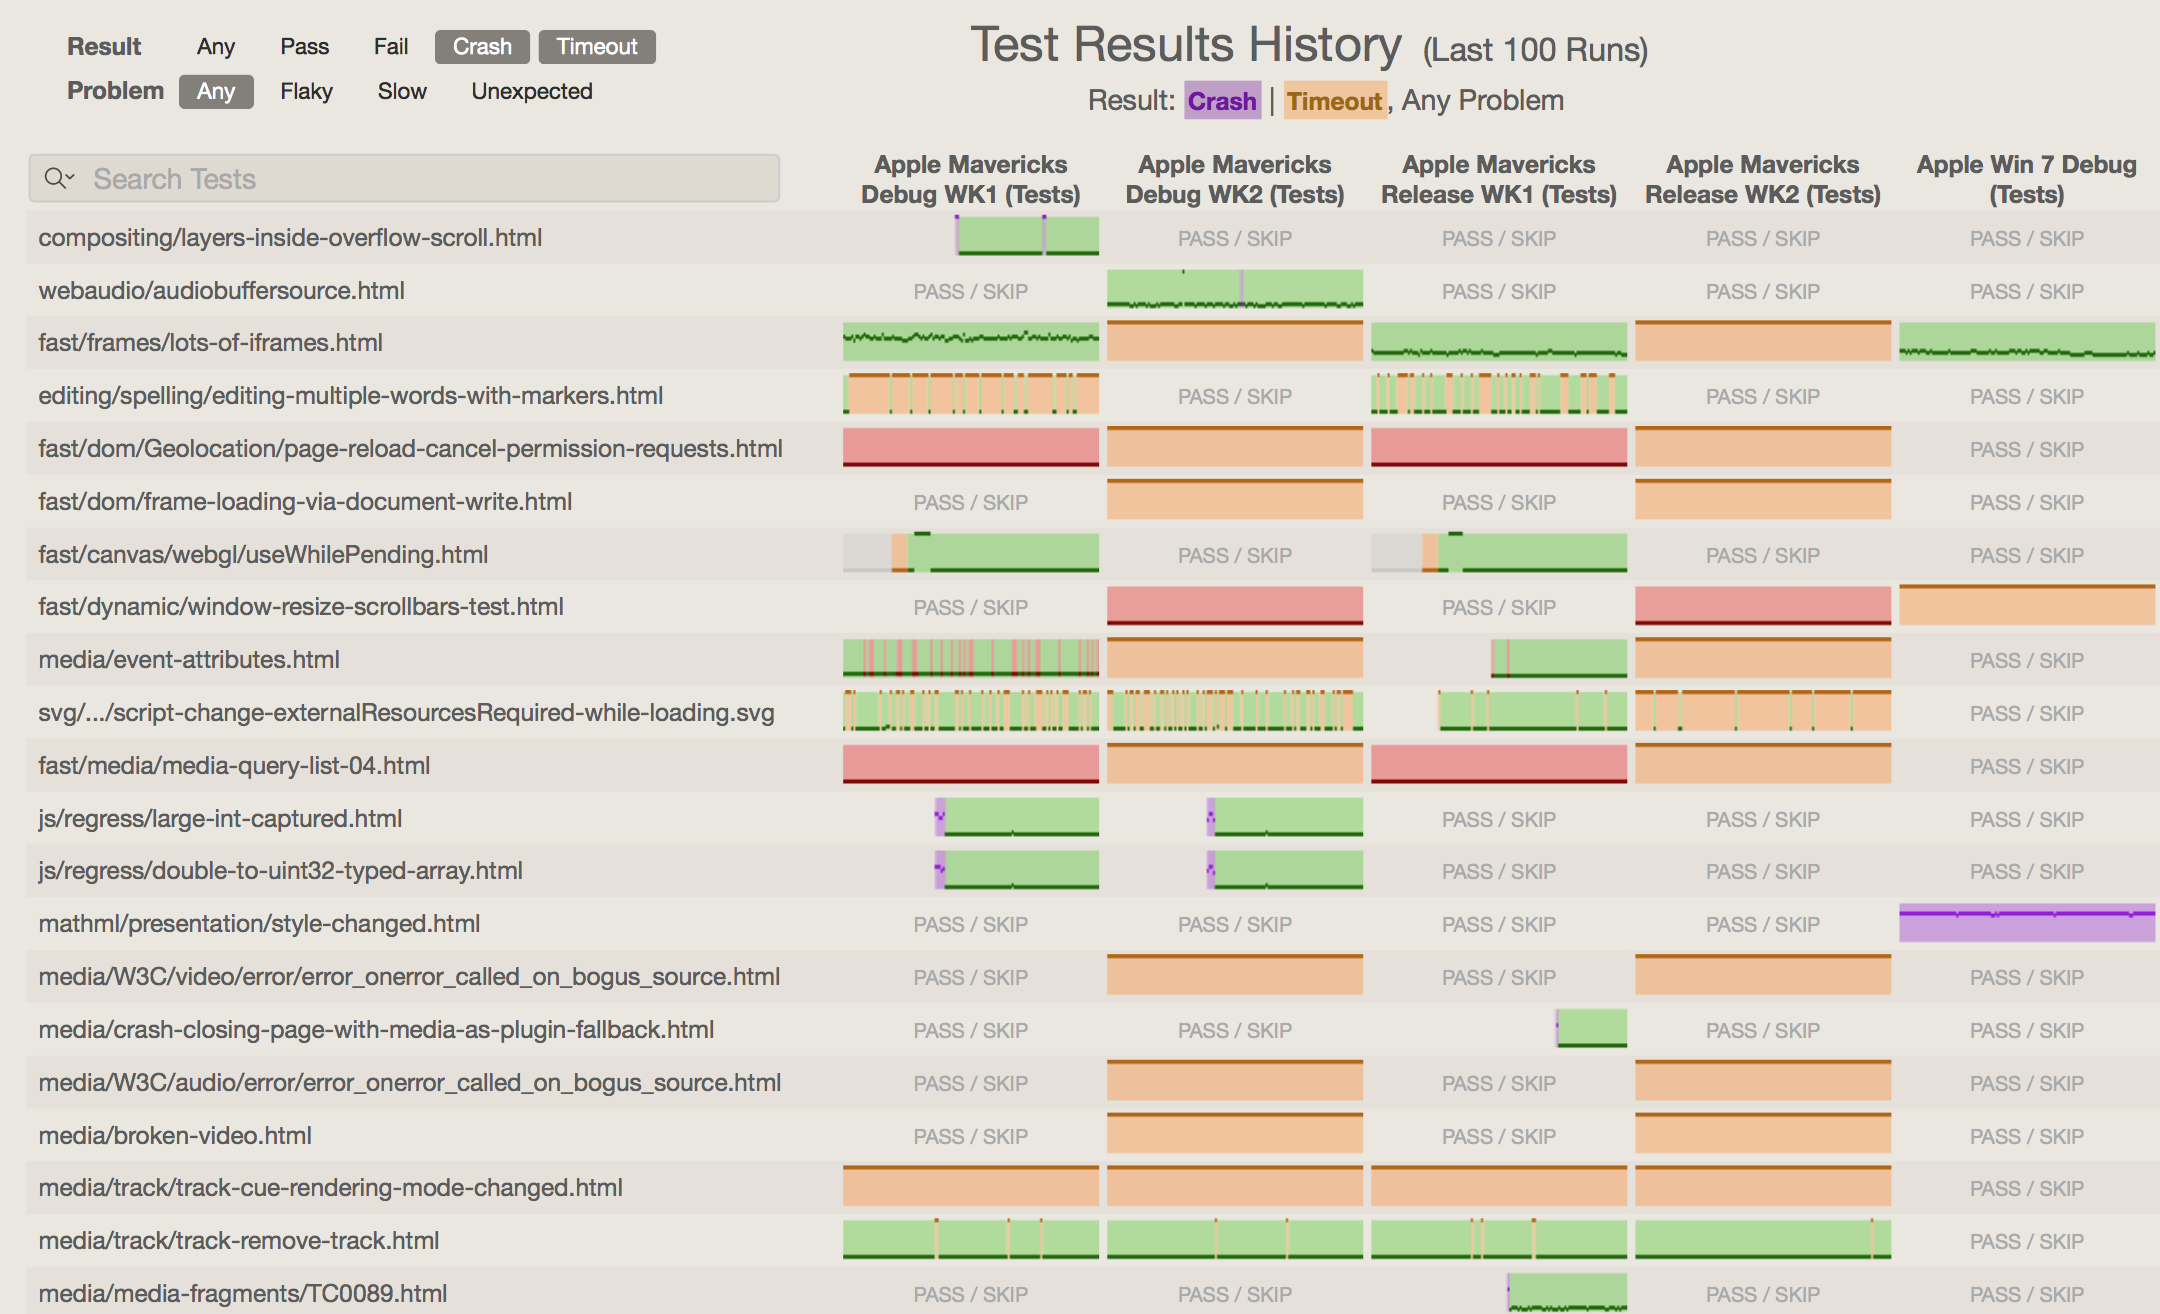 Result Any Pass Fail Crash Timeout
Problem Any Flaky Slow Unexpected
Test Results History (Last 100 Runs)
Result: Crash | Timeout, Any Problem
Search Tests
Apple Mavericks Debug WK1 (Tests)
Apple Mavericks Debug WK2 (Tests)
Apple Mavericks Release WK1 (Tests)
Apple Mavericks Release WK2 (Tests)
Apple Win 7 Debug (Tests)
compositing/layers-inside-overflow-scroll.html PASS / SKIP PASS / SKIP PASS / SKIP PASS / SKIP
webaudio/audiobuffersource.html PASS / SKIP PASS / SKIP PASS / SKIP PASS / SKIP
fast/frames/lots-of-iframes.html
editing/spelling/editing-multiple-words-with-markers.html PASS / SKIP PASS / SKIP PASS / SKIP
fast/dom/Geolocation/page-reload-cancel-permission-requests.html PASS / SKIP
fast/dom/frame-loading-via-document-write.html PASS / SKIP PASS / SKIP PASS / SKIP
fast/canvas/webgl/useWhilePending.html PASS / SKIP PASS / SKIP PASS / SKIP
fast/dynamic/window-resize-scrollbars-test.html PASS / SKIP PASS / SKIP
media/event-attributes.html PASS / SKIP
svg/.../script-change-externalResourcesRequired-while-loading.svg PASS / SKIP
fast/media/media-query-list-04.html PASS / SKIP
js/regress/large-int-captured.html PASS / SKIP PASS / SKIP PASS / SKIP
js/regress/double-to-uint32-typed-array.html PASS / SKIP PASS / SKIP PASS / SKIP
mathml/presentation/style-changed.html PASS / SKIP PASS / SKIP PASS / SKIP PASS / SKIP
media/W3C/video/error/error_onerror_called_on_bogus_source.html PASS / SKIP PASS / SKIP PASS / SKIP
media/crash-closing-page-with-media-as-plugin-fallback.html PASS / SKIP PASS / SKIP PASS / SKIP PASS / SKIP
media/W3C/audio/error/error_onerror_called_on_bogus_source.html PASS / SKIP PASS / SKIP PASS / SKIP
media/broken-video.html PASS / SKIP PASS / SKIP PASS / SKIP
media/track/track-cue-rendering-mode-changed.html PASS / SKIP
media/track/track-remove-track.html PASS / SKIP
media/media-fragments/TC0089.html PASS / SKIP PASS / SKIP PASS / SKIP PASS / SKIP